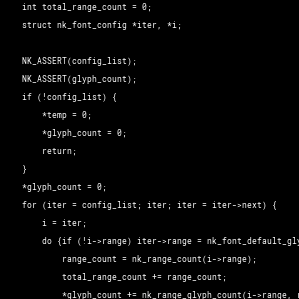 int total_range_count = 0;
struct nk_font_config *iter, *i;
NK_ASSERT(config_list);
NK_ASSERT(glyph_count);
if (!config_list) {
*temp = 0;
*glyph_count = 0;
return;
}
*glyph_count = 0;
for (iter = config_list; iter; iter = iter->next) {
i = iter;
do {if (!i->range) iter->range = nk_font_default_gly
range_count = nk_range_count(i->range);
total_range_count += range_count;
*glyph_count += nk_range_glyph_count(i->range,